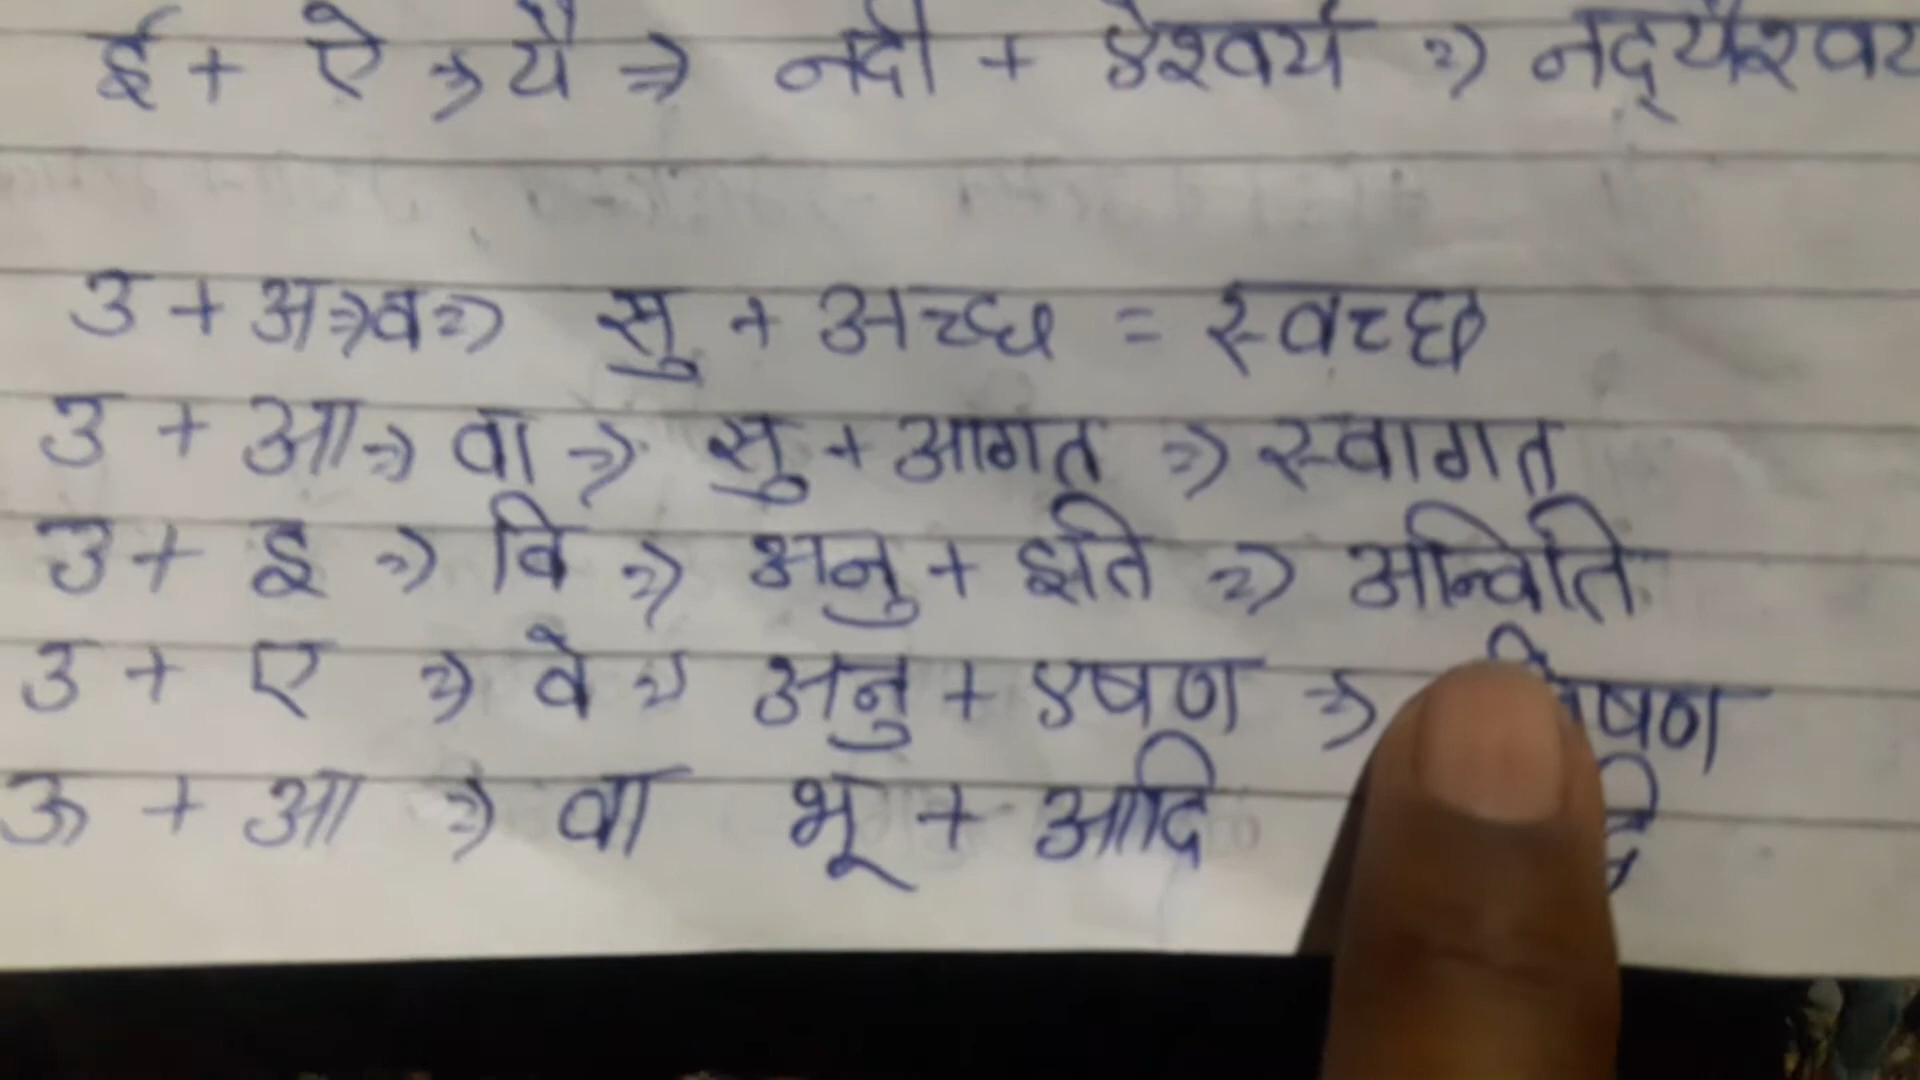 ई + ऐ => यै => नदी + ऐश्वर्य => नद्यैश्वर्य
उ + अ => व => सु + अच्छ = स्वच्छ
उ + आ => वा => सु + आगत => स्वागत
उ + इ => वि => अनु + इति => अन्विति
उ + ए => वे => अनु + एषण =>
ऊ + आ => वा भू + आदि